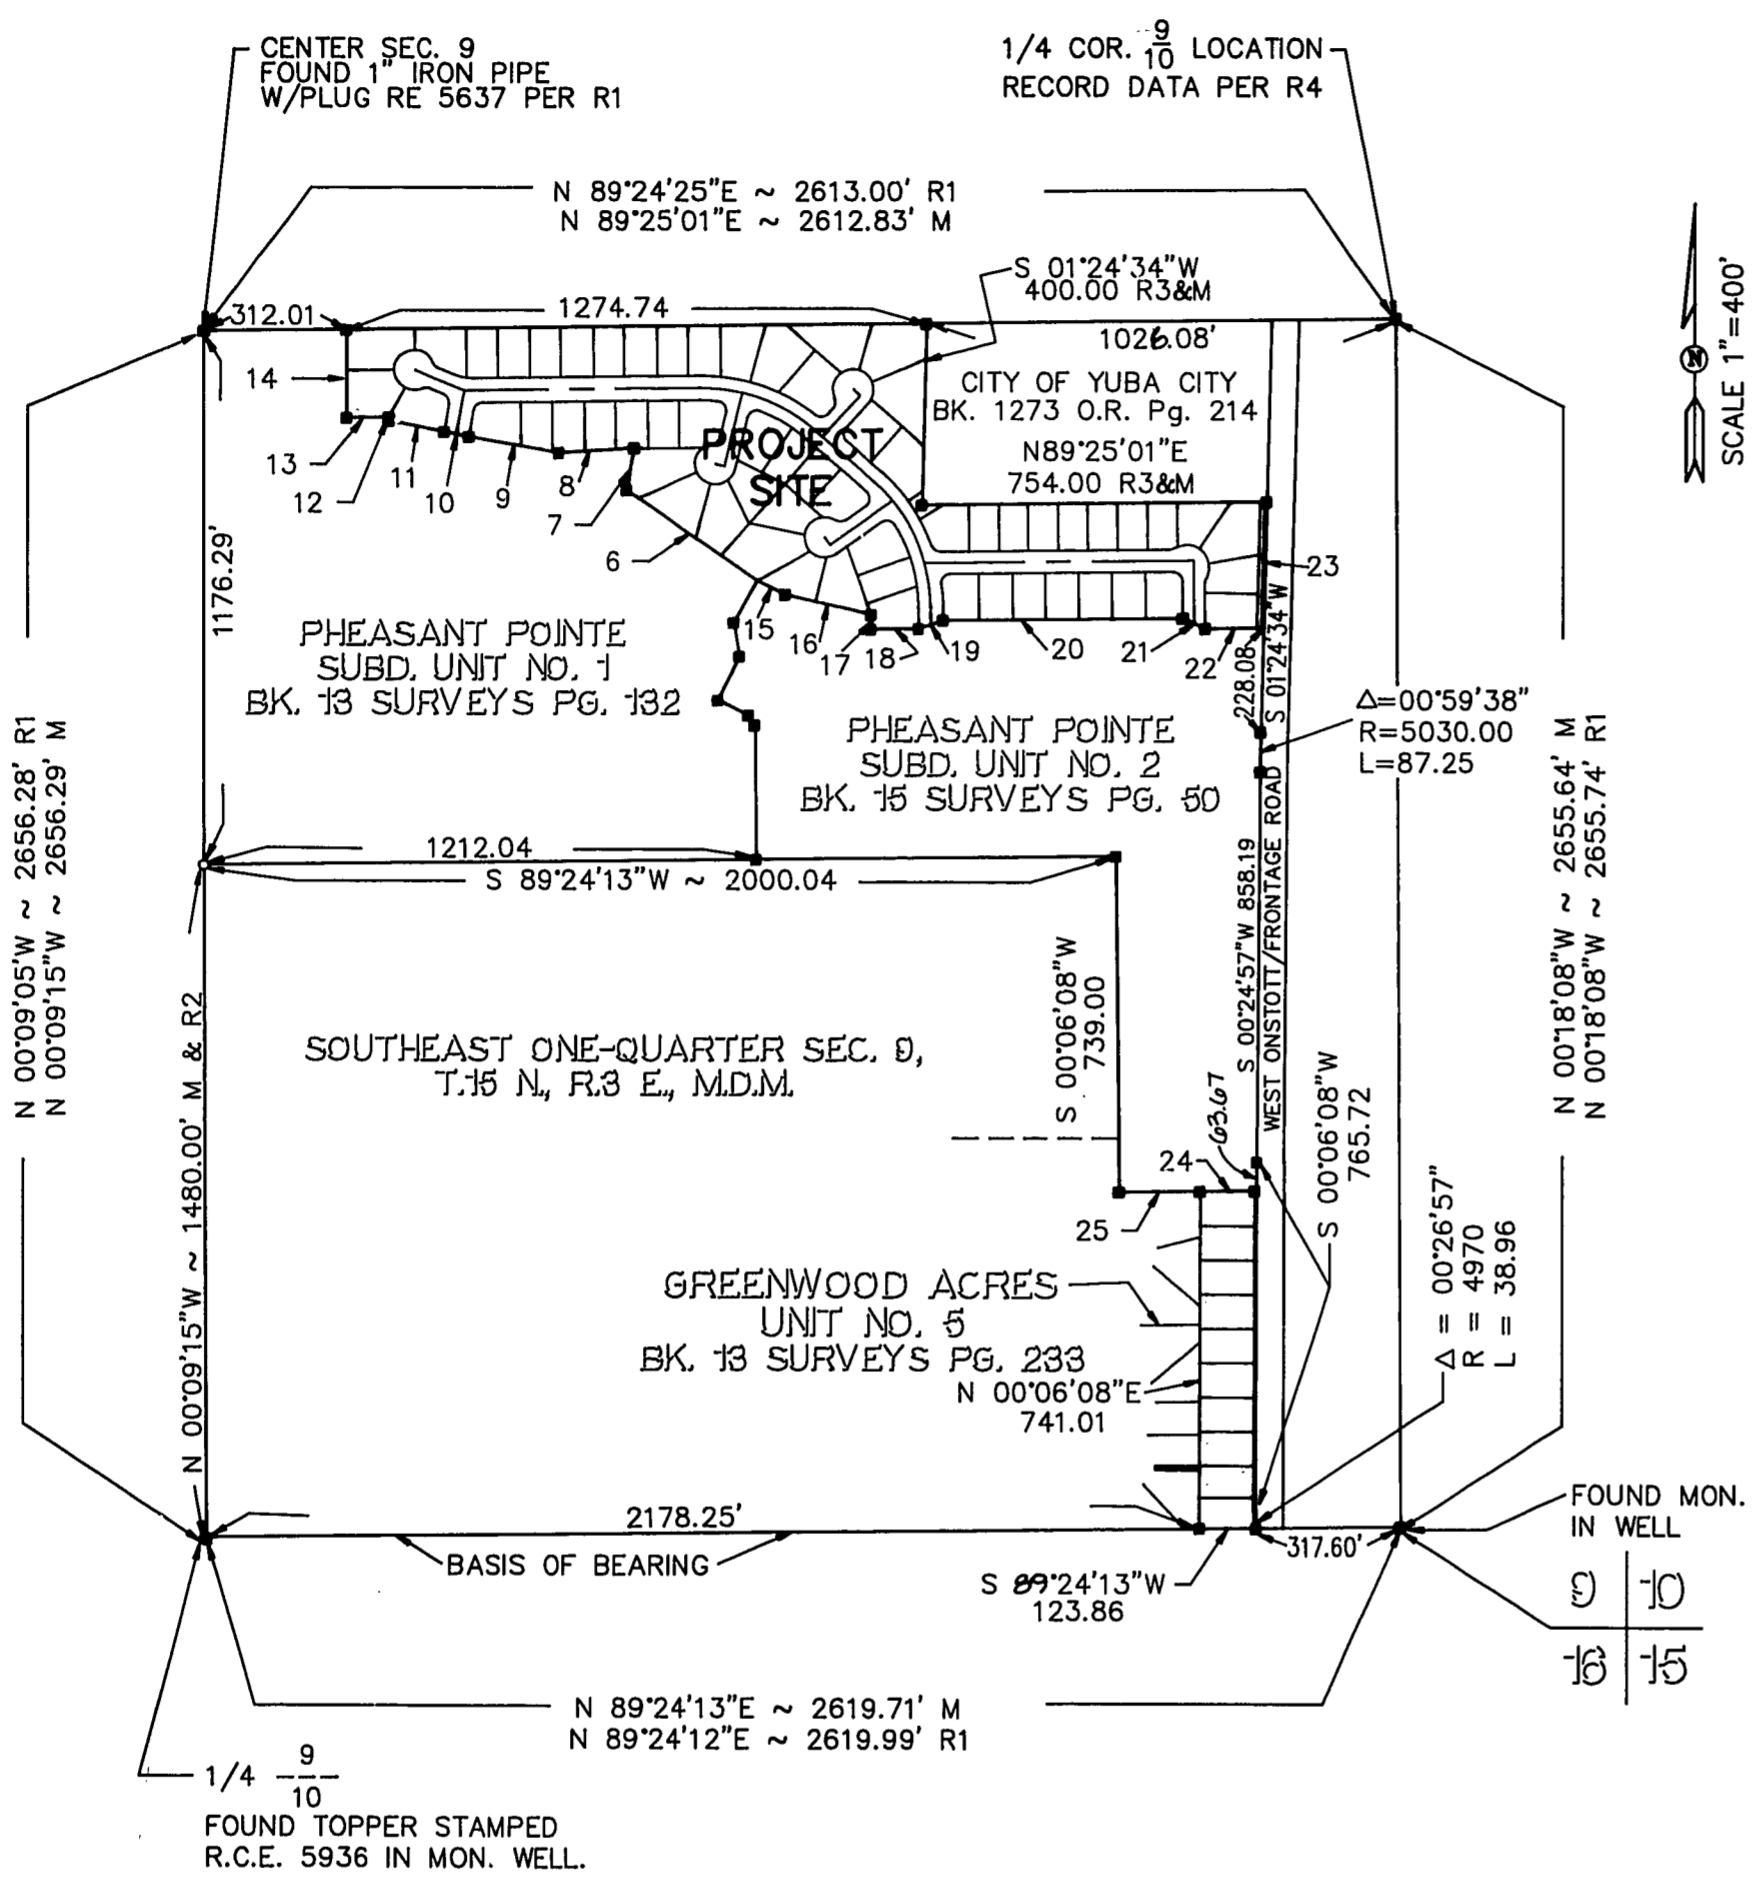 CENTER SEC. 9
FOUND 1" IRON PIPE
W/PLUG RE 5637 PER R1
1/4 COR. 9/10 LOCATION
RECORD DATA PER R4
N 89°24'25"E ~ 2613.00' R1
N 89°25'01"E ~ 2612.83' M
S 01°24'34"W
400.00 R3&M
312.01
1274.74
1026.08'
CITY OF YUBA CITY
BK. 1273 O.R. Pg. 214
N89°25'01"E
754.00 R3&M
PROJECT
SITE
14
13
12
11
10
9
8
7
6
15
16
17
18
19
20
21
22
23
N
SCALE 1"=400'
1176.29'
PHEASANT POINTE
SUBD. UNIT NO. 1
BK. 13 SURVEYS PG. 132
PHEASANT POINTE
SUBD. UNIT NO. 2
BK. 15 SURVEYS PG. 50
228.08
S 01°24'34"W
Δ=00°59'38"
R=5030.00
L=87.25
N 00°09'05"W ~ 2656.28' R1
N 00°09'15"W ~ 2656.29' M
N 00°18'08"W ~ 2655.64' M
N 00°18'08"W ~ 2655.74' R1
1212.04
S 89°24'13"W ~ 2000.04
S 00°24'57"W 858.19
WEST ONSTOTT/FRONTAGE ROAD
S 00°06'08"W
739.00
SOUTHEAST ONE-QUARTER SEC. 9,
T.15 N., R.3 E., M.D.M.
N 00°09'15"W ~ 1480.00' M & R2
63.67
24
25
S 00°06'08"W
765.72
Δ = 00°26'57"
R = 4970
L = 38.96
GREENWOOD ACRES
UNIT NO. 5
BK. 13 SURVEYS PG. 233
N 00°06'08"E
741.01
2178.25'
BASIS OF BEARING
317.60'
S 89°24'13"W
123.86
FOUND MON.
IN WELL
9 10
16 15
N 89°24'13"E ~ 2619.71' M
N 89°24'12"E ~ 2619.99' R1
1/4 9
10
FOUND TOPPER STAMPED
R.C.E. 5936 IN MON. WELL.